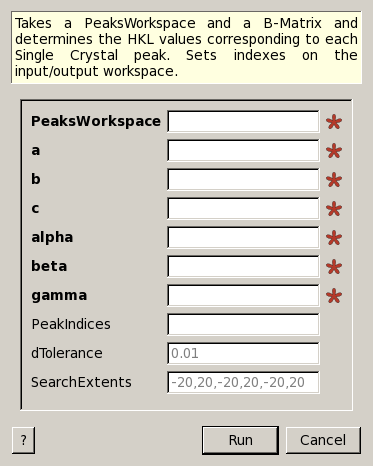 Takes a PeaksWorkspace and a B-Matrix and
determines the HKL values corresponding to each
Single Crystal peak. Sets indexes on the
input/output workspace.
PeaksWorkspace
a
b
c
alpha
beta
gamma
PeakIndices
dTolerance 0.01
SearchExtents -20,20,-20,20,-20,20
? Run Cancel